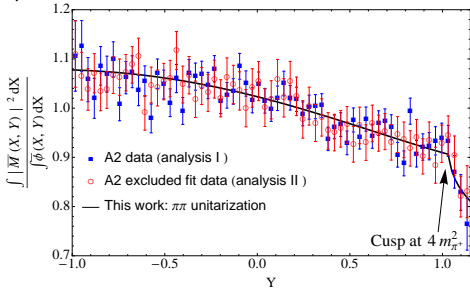 ∫ |M̅ (X, Y) |² dX
∫ϕ (X, Y) dX
1.2
1.1
1.0
0.9
0.8
0.7
A2 data (analysis I )
A2 excluded fit data (analysis II )
This work: ππ unitarization
Cusp at 4 m²π⁺
-1.0 -0.5 0.0 0.5 1.0
Y